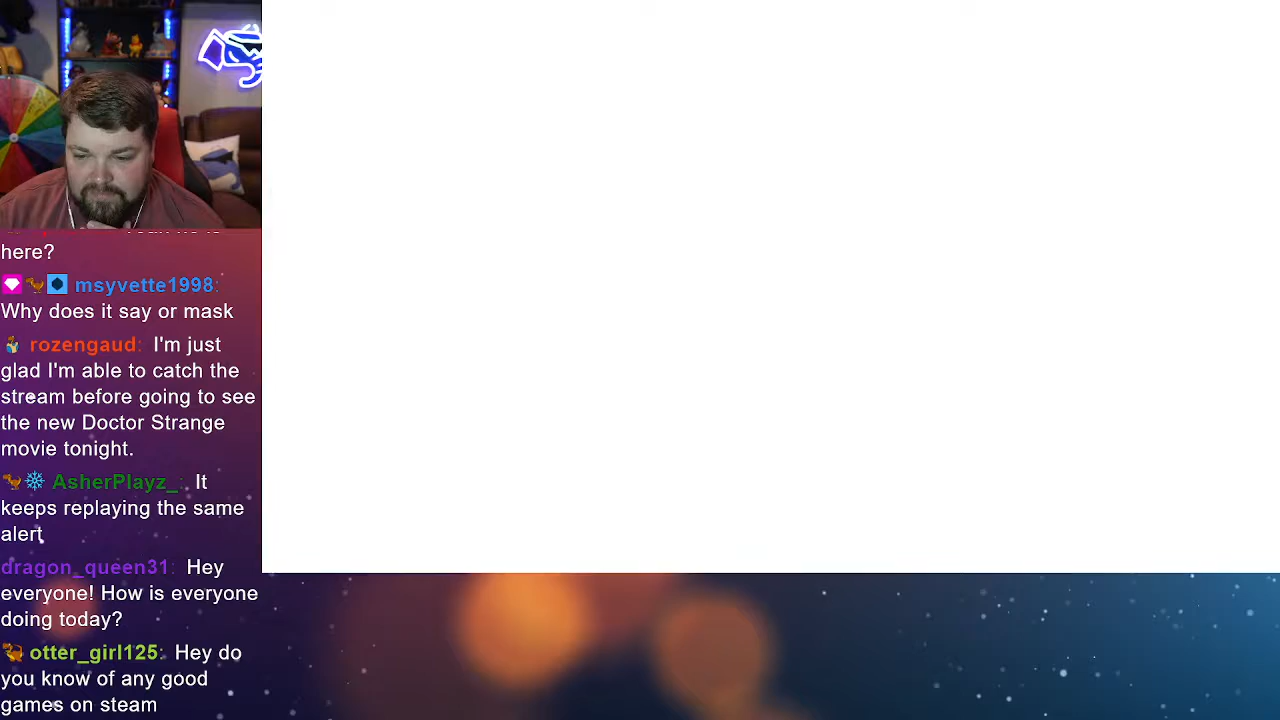 here?
msyvette1998:
Why does it say or mask
rozengaud: I'm just
glad I'm able to catch the
stream before going to see
the new Doctor Strange
movie tonight.
AsherPlayz_: It
keeps replaying the same
alert
dragon_queen31: Hey
everyone! How is everyone
doing today?
otter_girl125: Hey do
you know of any good
games on steam